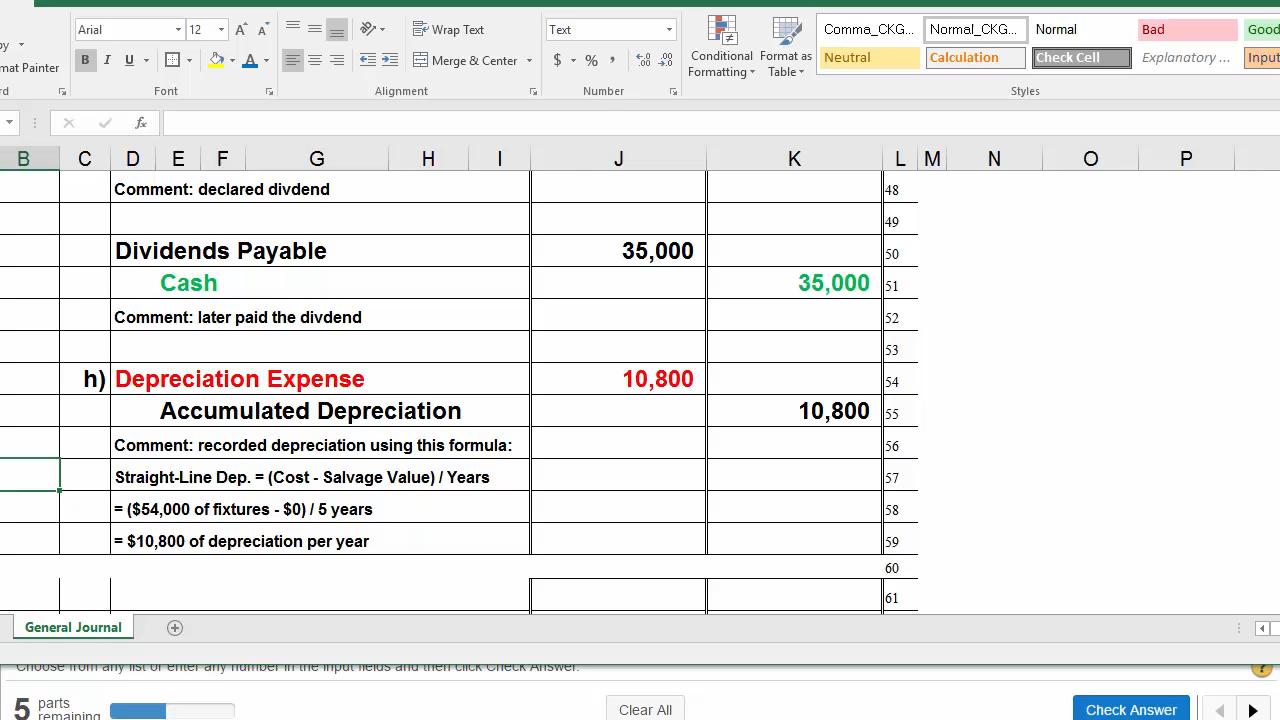 Arial 12 A A Wrap Text Text Comma_CKG... Normal_CKG... Normal Bad Good
mat Painter B I U A Merge & Center $ % , Conditional Formatting Format as Table Neutral Calculation Check Cell Explanatory ... Input
Font Alignment Number Styles
fx
B C D E F G H I J K L M N O P
Comment: declared divdend 48
49
Dividends Payable 35,000 50
Cash 35,000 51
Comment: later paid the divdend 52
53
h) Depreciation Expense 10,800 54
Accumulated Depreciation 10,800 55
Comment: recorded depreciation using this formula: 56
Straight-Line Dep. = (Cost - Salvage Value) / Years 57
= ($54,000 of fixtures - $0) / 5 years 58
= $10,800 of depreciation per year 59
60
61
General Journal
Choose from any list or enter any number in the input fields and then click Check Answer.
5 parts remaining Clear All Check Answer